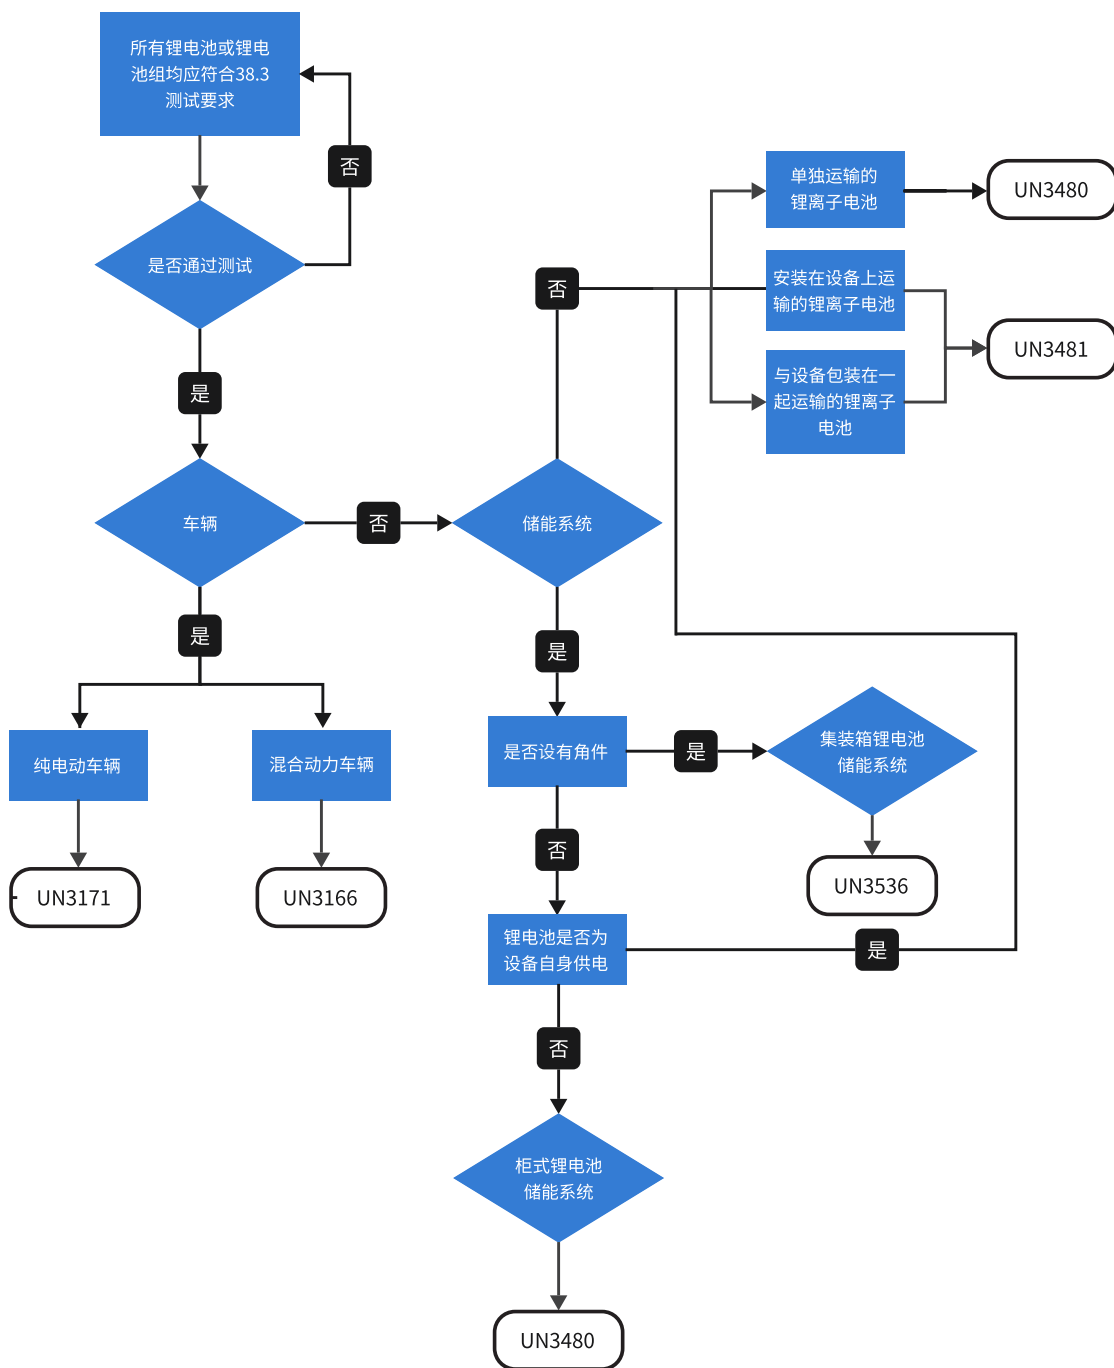 所有锂电池或锂电
池组均应符合38.3
测试要求
否
是否通过测试
是
车辆
否
储能系统
否
单独运输的
锂离子电池
UN3480
安装在设备上运
输的锂离子电池
与设备包装在一
起运输的锂离子
电池
UN3481
是
纯电动车辆
混合动力车辆
UN3171
UN3166
是
是否设有角件
是
集装箱锂电池
储能系统
UN3536
否
锂电池是否为
设备自身供电
是
否
柜式锂电池
储能系统
UN3480